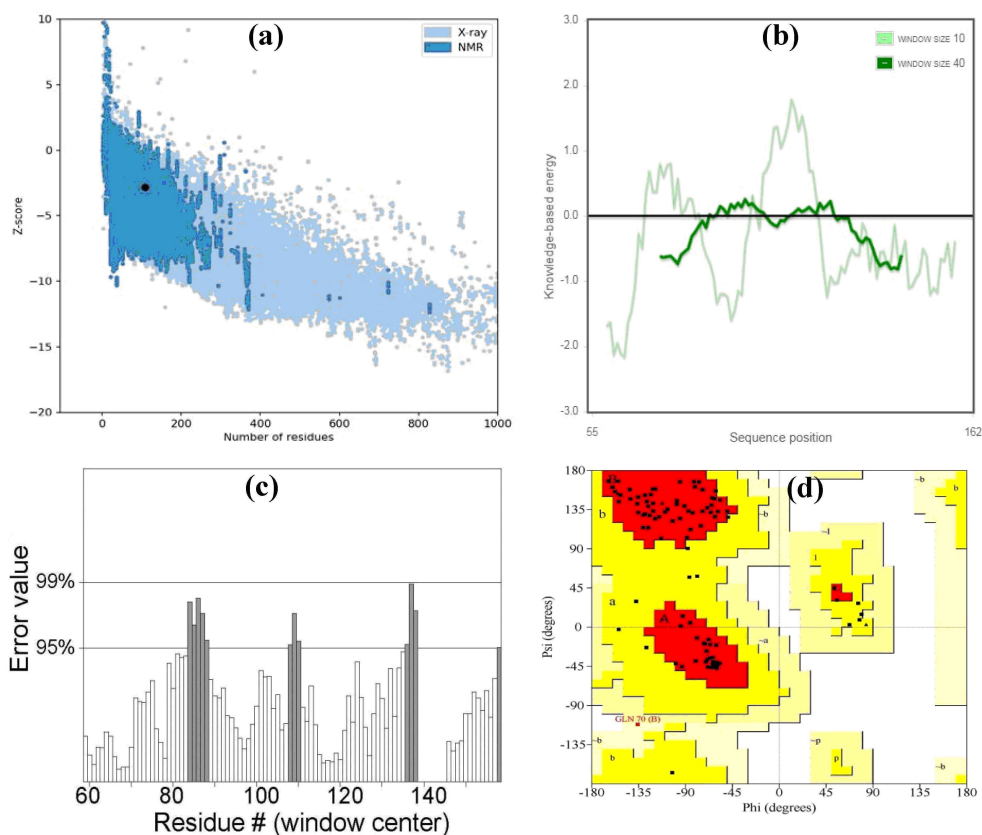 (a)
X-ray
NMR
10
5
0
−5
−10
−15
−20
Z-score
0
200
400
600
800
1000
Number of residues
(b)
WINDOW SIZE 10
WINDOW SIZE 40
3.0
2.0
1.0
0.0
-1.0
-2.0
-3.0
Knowledge-based energy
55
162
Sequence position
(c)
99%
95%
Error value
60
80
100
120
140
Residue # (window center)
(d)
180
135
90
45
0
-45
-90
-135
-180
Psi (degrees)
B
b
~b
b
~b
b
~l
l
a
A
~a
GLN 70 (B)
~b
b
~p
p
~b
-180
-135
-90
-45
0
45
90
135
180
Phi (degrees)